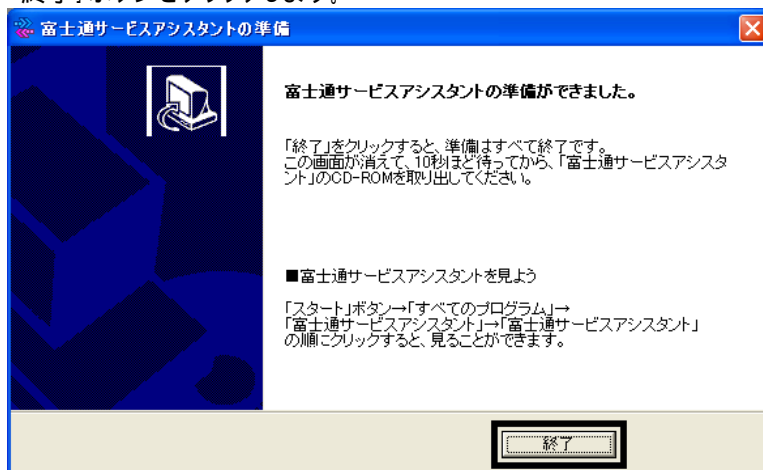 「終了」ボタンをクリックします。
富士通サービスアシスタントの準備
富士通サービスアシスタントの準備ができました。
「終了」をクリックすると、準備はすべて終了です。
この画面が消えて、10秒ほど待ってから、「富士通サービスアシスタ
ント」のCD-ROMを取り出してください。
■富士通サービスアシスタントを見よう
「スタート」ボタン→「すべてのプログラム」→
「富士通サービスアシスタント」→「富士通サービスアシスタント」
の順にクリックすると、見ることができます。
終了